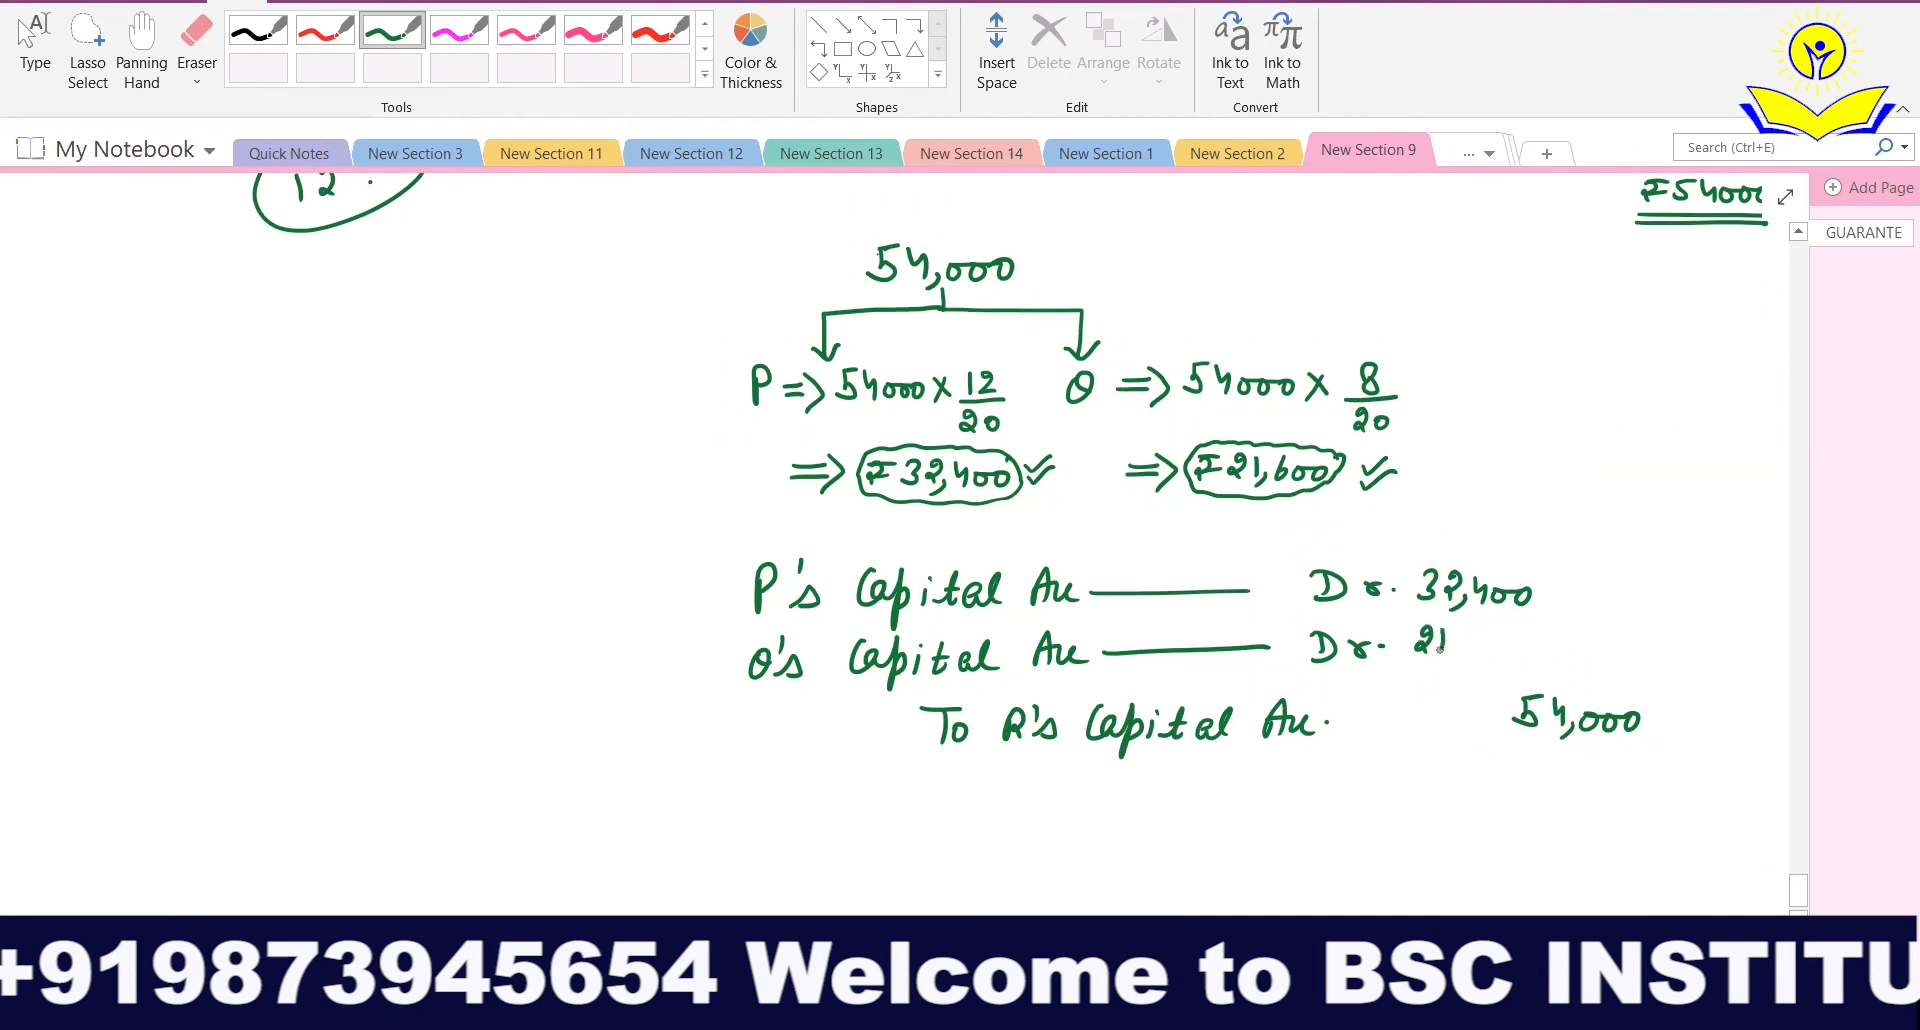 Type
Lasso Select
Panning Hand
Eraser
Color & Thickness
Insert Space
Delete
Arrange
Rotate
Ink to Text
Ink to Math
Tools
Shapes
Edit
Convert
My Notebook
Quick Notes
New Section 3
New Section 11
New Section 12
New Section 13
New Section 14
New Section 1
New Section 2
New Section 9
Search (Ctrl+E)
Add Page
GUARANTE
12
₹54000
54,000
P => 54000 × 12/20
Q => 54000 × 8/20
=> ₹32,400
=> ₹21,600
P's Capital A/c Dr. 32,400
Q's Capital A/c Dr. 21
To R's Capital A/c. 54,000
+919873945654 Welcome to BSC INSTITU